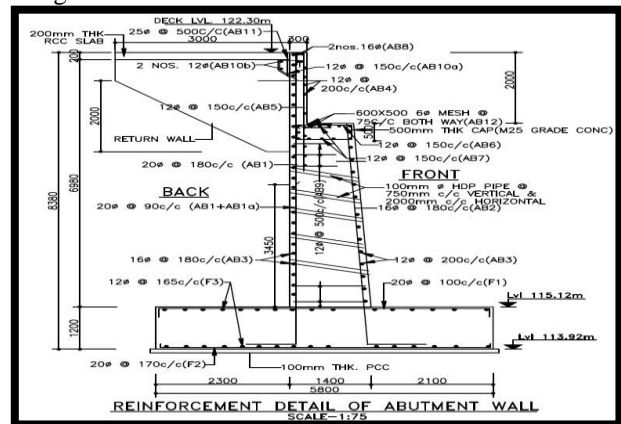 DECK LVL. 122.30m
200mm THK
RCC SLAB
25ø @ 500C/C(AB11)
3000
300
2nos.16ø(AB8)
200
2 NOS. 12ø(AB10b)
12ø @ 150c/c(AB10a)
12ø @
200c/c(AB4)
2000
12ø @ 150c/c(AB5)
600X500 6ø MESH @
75C/C BOTH WAY(AB12)
500mm THK CAP(M25 GRADE CONC)
500
2000
RETURN WALL
12ø @ 150c/c(AB6)
12ø @ 150c/c(AB7)
20ø @ 180c/c (AB1)
FRONT
BACK
100mm ø HDP PIPE @
750mm c/c VERTICAL &
2000mm c/c HORIZONTAL
8380
6980
20ø @ 90c/c (AB1+AB1a)
16ø @ 180c/c(AB2)
3450
12ø @ 500c/c(AB9)
16ø @ 180c/c(AB3)
12ø @ 200c/c(AB3)
12ø @ 165c/c(F3)
20ø @ 100c/c(F1)
Lvl 115.12m
1200
Lvl 113.92m
20ø @ 170c/c(F2)
100mm THK. PCC
2300
1400
2100
5800
REINFORCEMENT DETAIL OF ABUTMENT WALL
SCALE-1:75